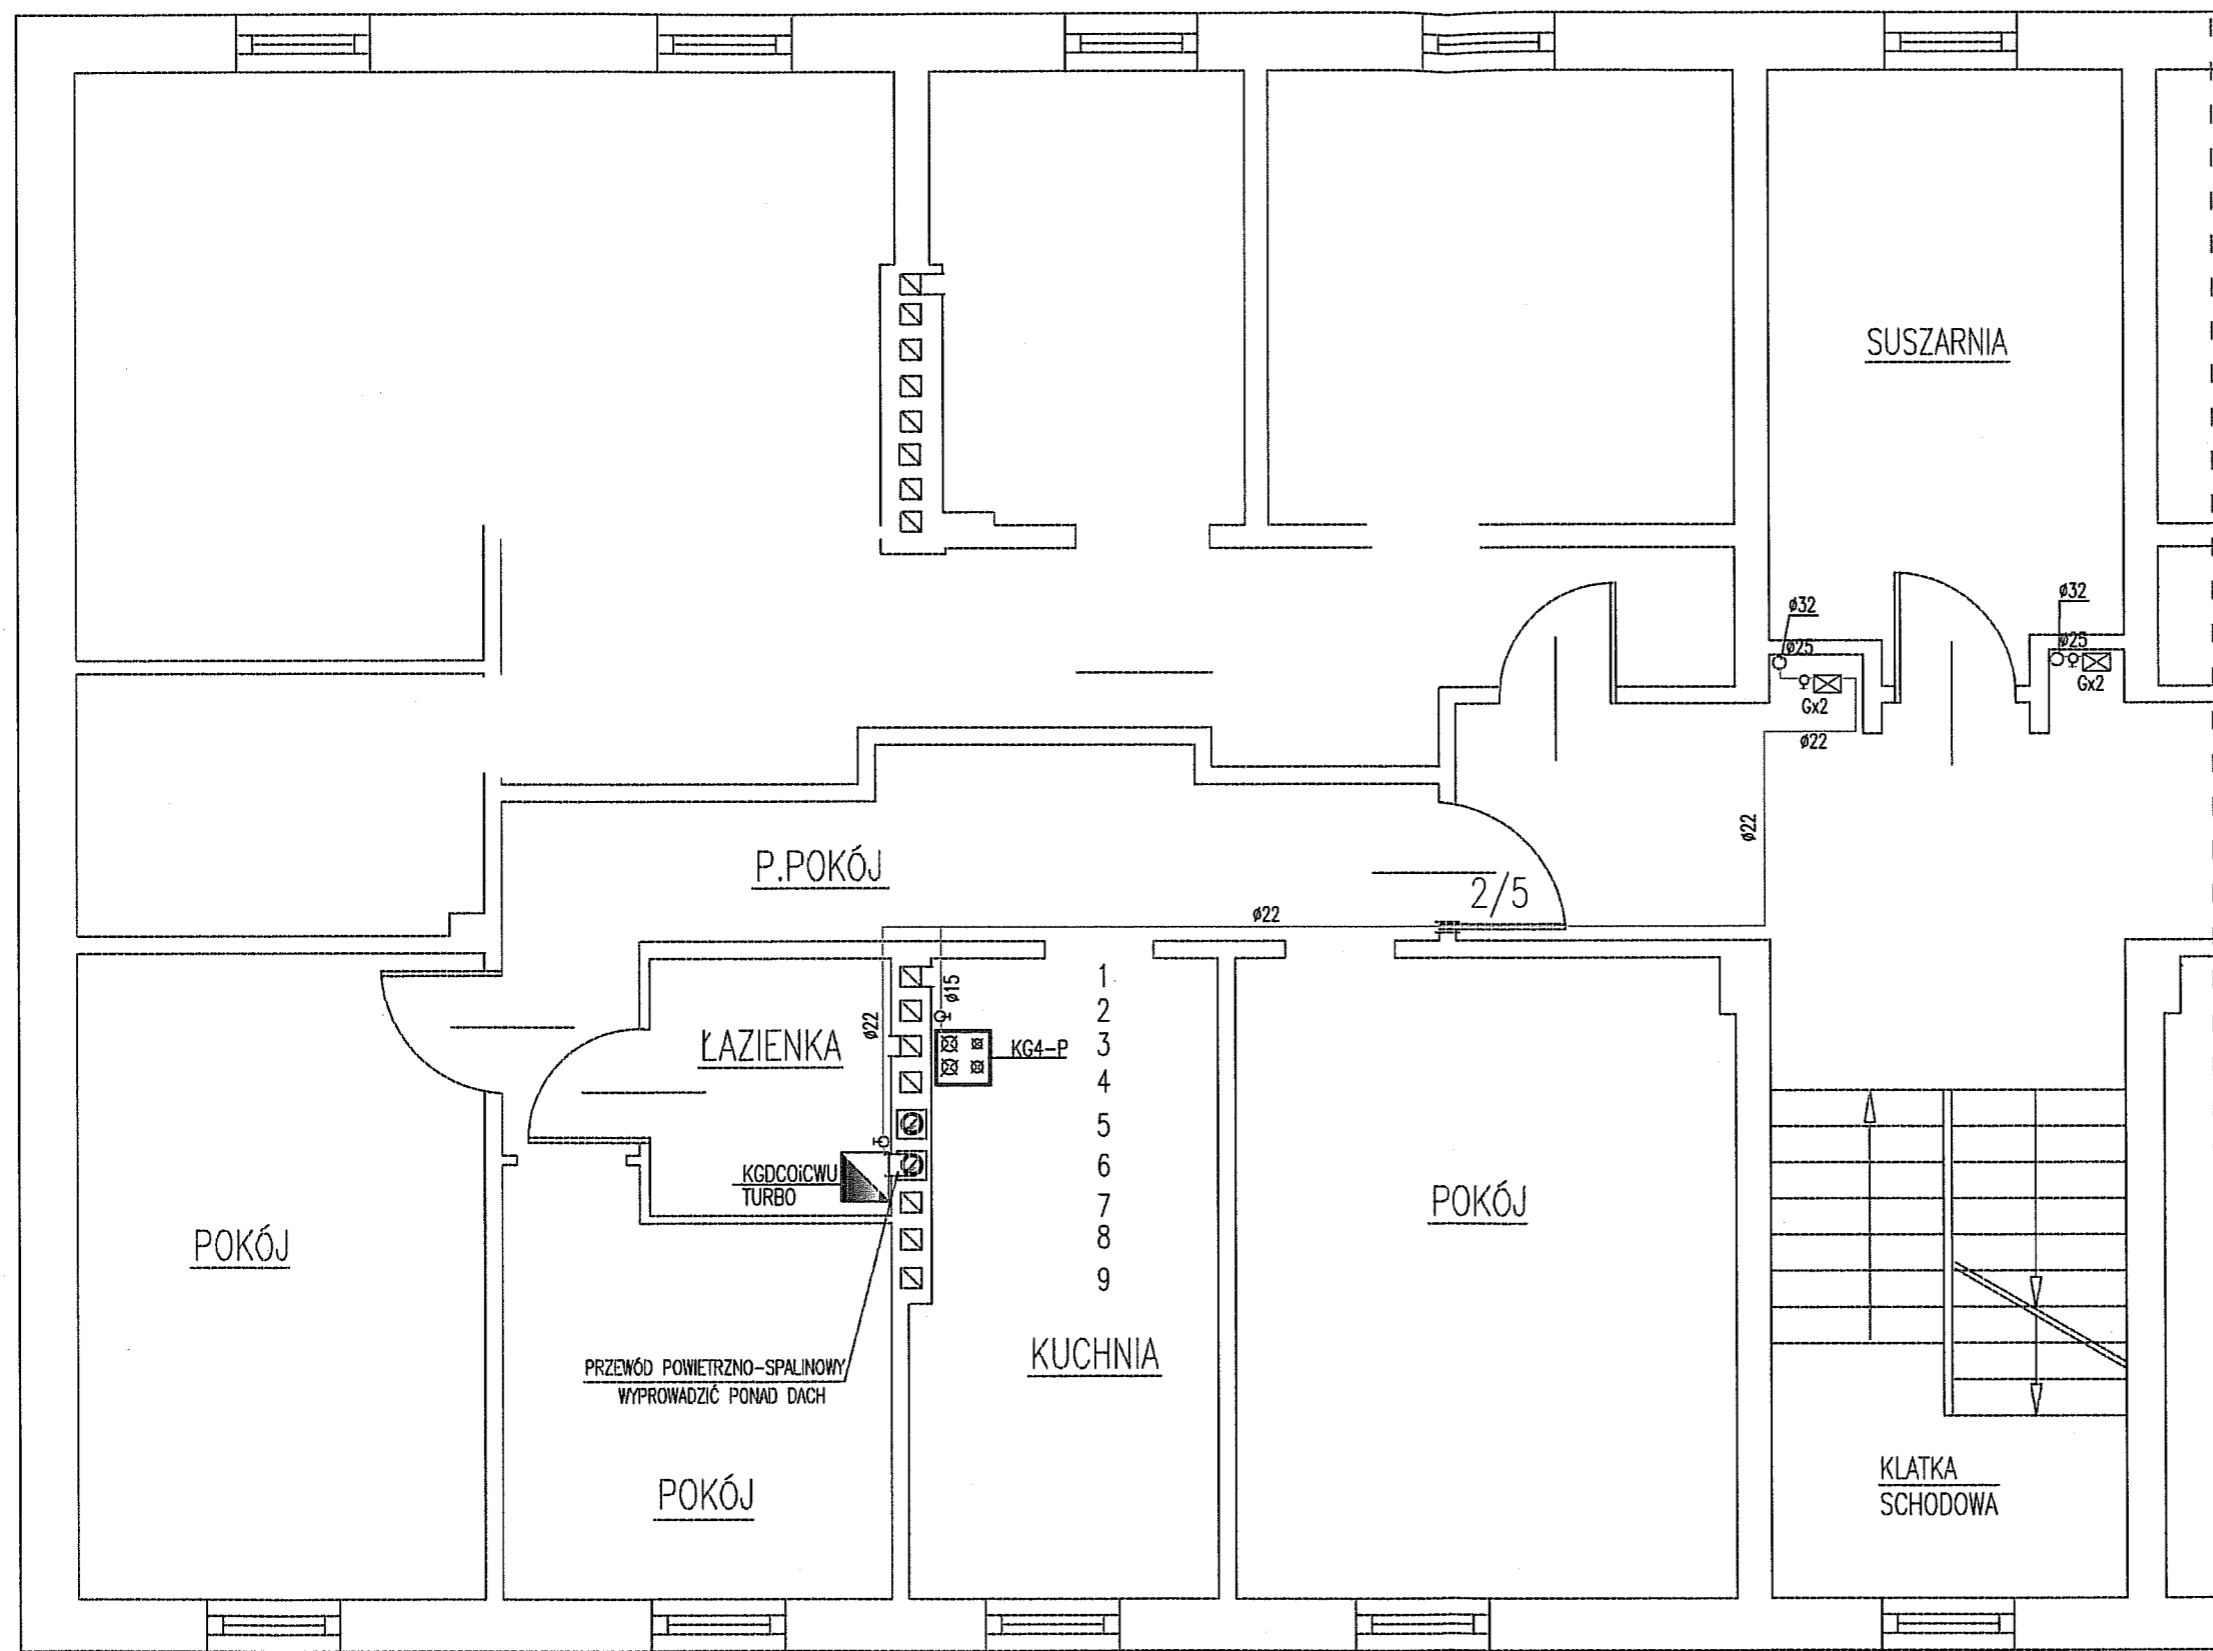 SUSZARNIA
ø32
ø32
ø25
ø25
Gx2
Gx2
ø22
ø22
P.POKÓJ
2/5
ø22
1
ø15
2
ø22
ŁAZIENKA
3
KG4-P
4
5
6
KGDCOiCWU
TURBO
7
8
9
POKÓJ
POKÓJ
KUCHNIA
PRZEWÓD POWIETRZNO-SPALINOWY
WYPROWADZIĆ PONAD DACH
POKÓJ
KLATKA
SCHODOWA